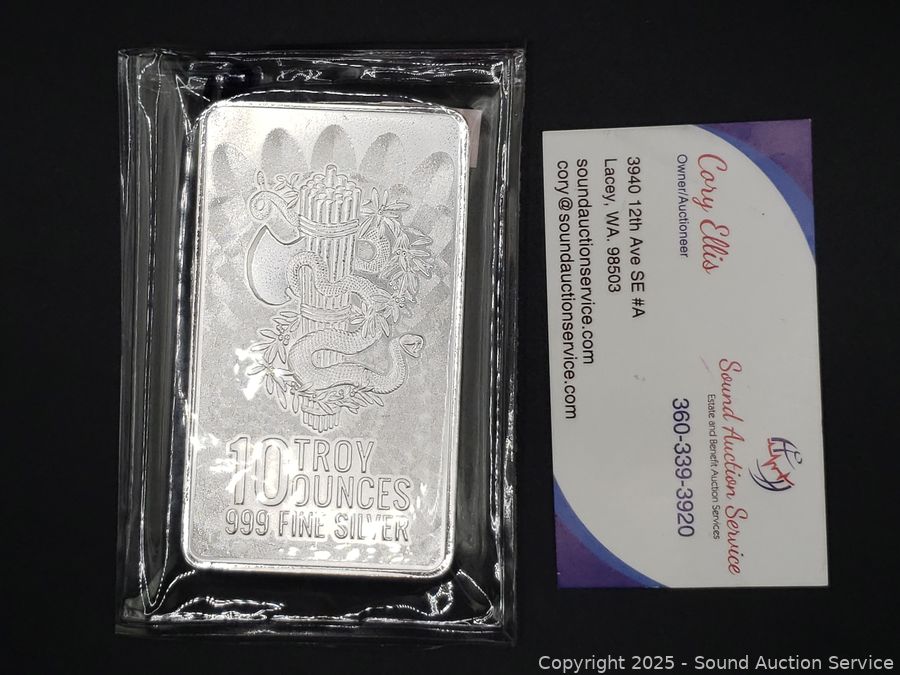 10 TROY
OUNCES
999 FINE SILVER
Cory Ellis
Owner/Auctioneer
3940 12th Ave SE #A
Lacey, WA. 98503
soundauctionservice.com
cory@soundauctionservice.com
Sound Auction Service
Estate and Benefit Auction Services
360-339-3920
Copyright 2025 - Sound Auction Service